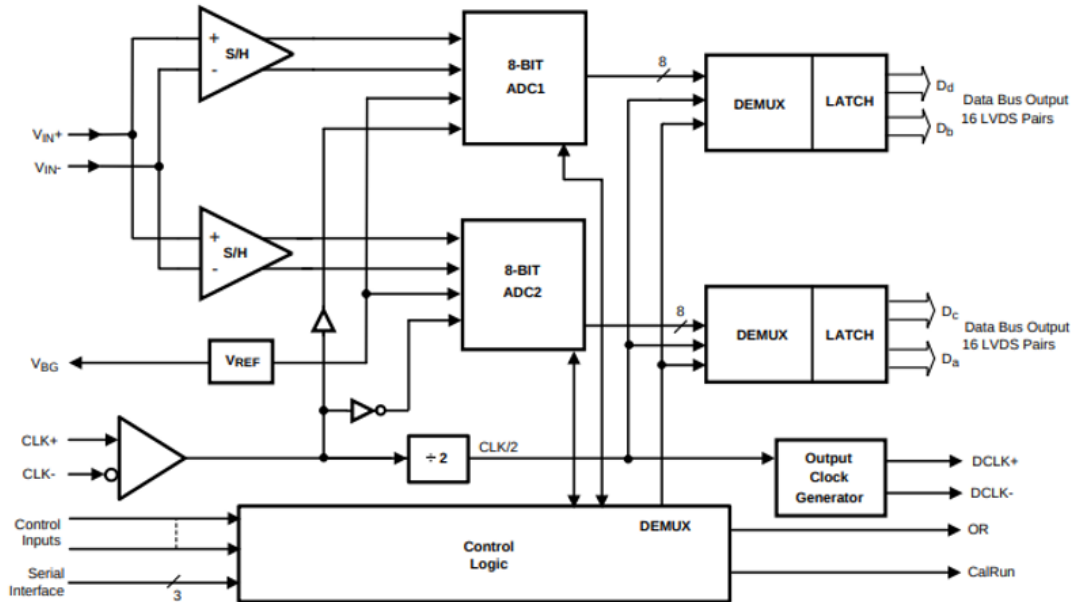 +
S/H
-
8-BIT
ADC1
8
DEMUX
LATCH
Dd
Db
Data Bus Output
16 LVDS Pairs
VIN+
VIN-
+
S/H
-
8-BIT
ADC2
8
DEMUX
LATCH
Dc
Da
Data Bus Output
16 LVDS Pairs
VBG
VREF
CLK+
CLK-
÷ 2
CLK/2
Output
Clock
Generator
DCLK+
DCLK-
Control
Inputs
Serial
Interface
3
DEMUX
Control
Logic
OR
CalRun